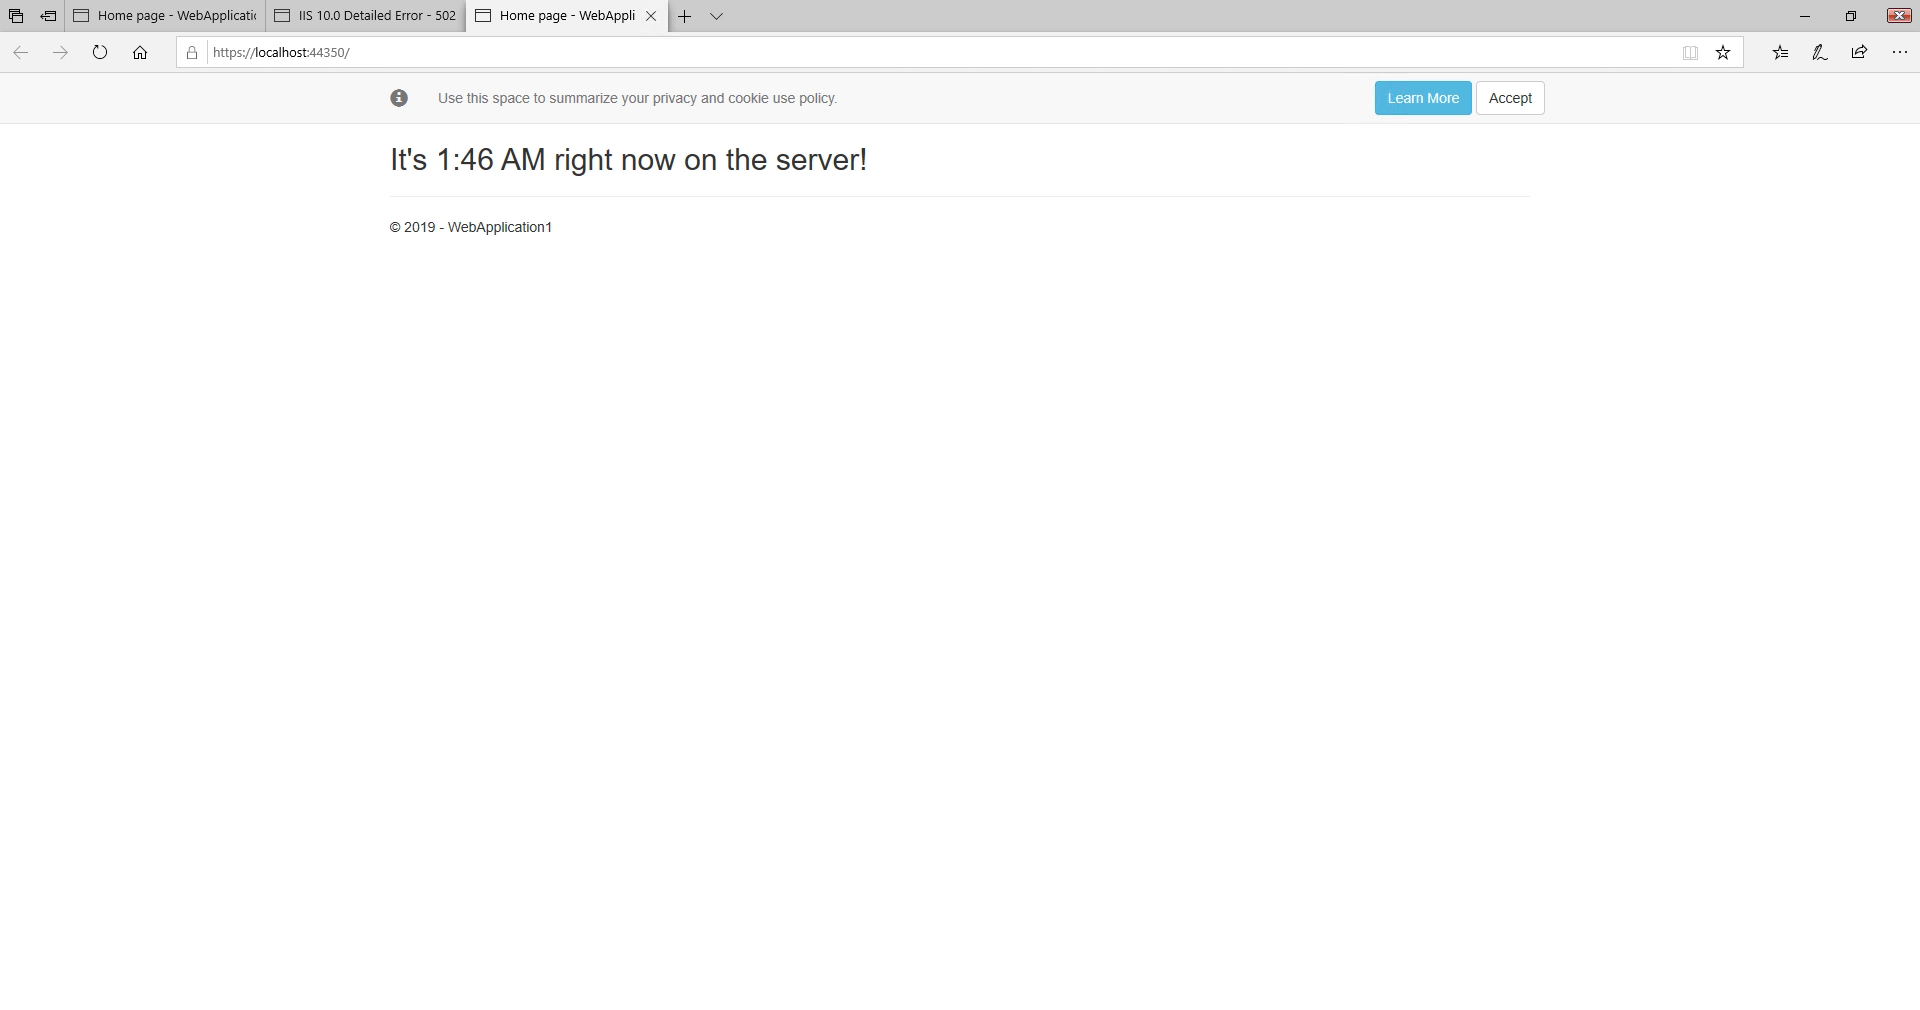 Home page - WebApplicatic
IIS 10.0 Detailed Error - 502
Home page - WebAppli
https://localhost:44350/
Use this space to summarize your privacy and cookie use policy.
Learn More
Accept
It's 1:46 AM right now on the server!
© 2019 - WebApplication1